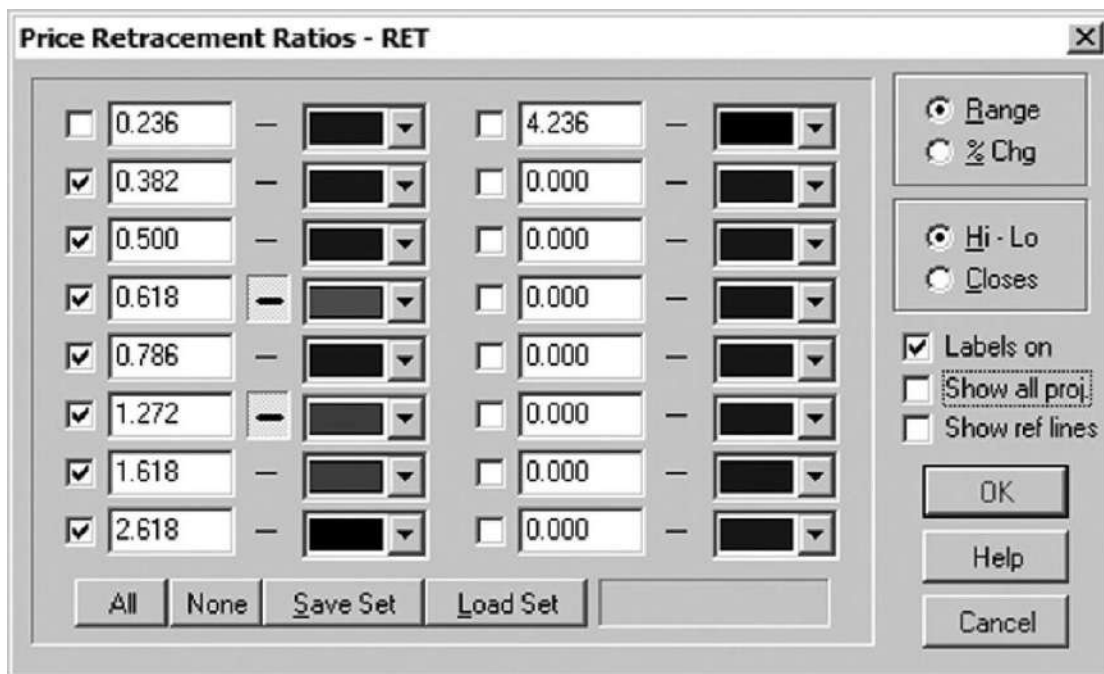 Price Retracement Ratios - RET
0.236 4.236
0.382 0.000
0.500 0.000
0.618 0.000
0.786 0.000
1.272 0.000
1.618 0.000
2.618 0.000
All None Save Set Load Set
Range
% Chg
Hi - Lo
Closes
Labels on
Show all proj.
Show ref lines
OK
Help
Cancel